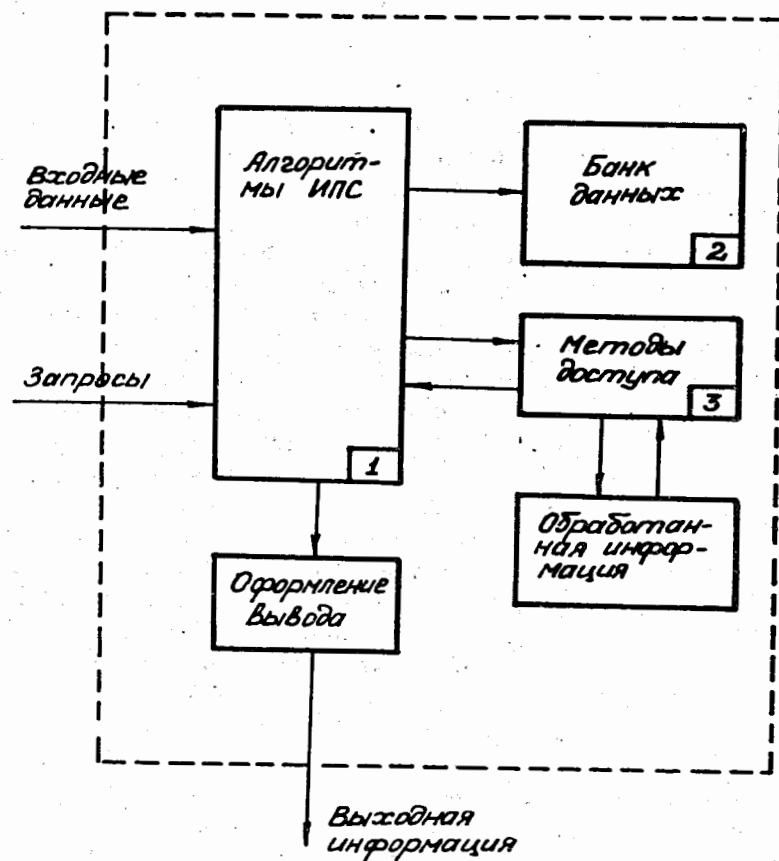 Входные
данные
Запросы
Алгорит-
мы ИПС
1
Банк
данных
2
Методы
доступа
3
Обработан-
ная инфор-
мация
Оформление
вывода
Выходная
информация